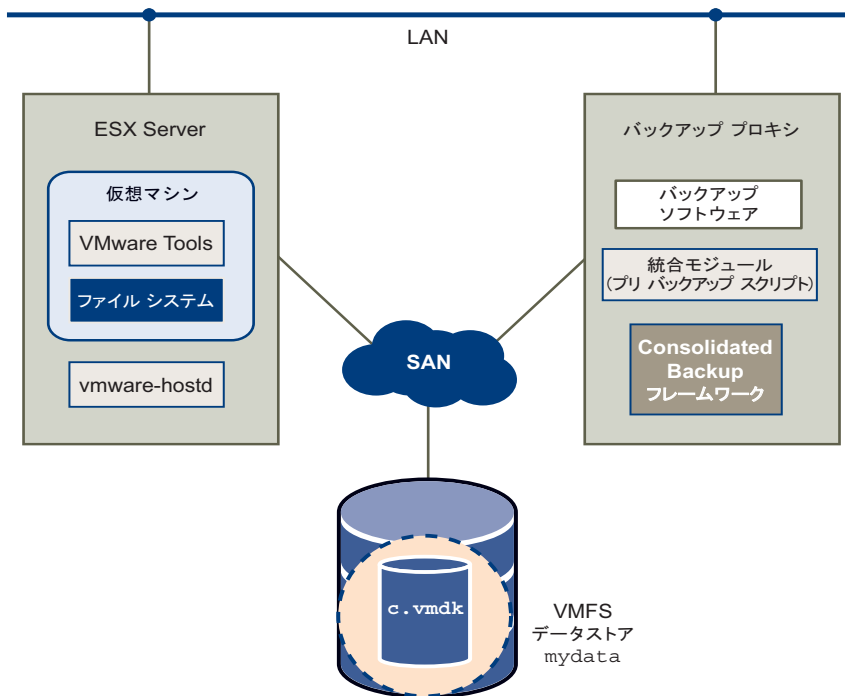 LAN
ESX Server
仮想マシン
VMware Tools
ファイル システム
vmware-hostd
バックアップ プロキシ
バックアップ
ソフトウェア
統合モジュール
(プリ バックアップ スクリプト)
Consolidated
Backup
フレームワーク
SAN
c.vmdk
VMFS
データストア
mydata